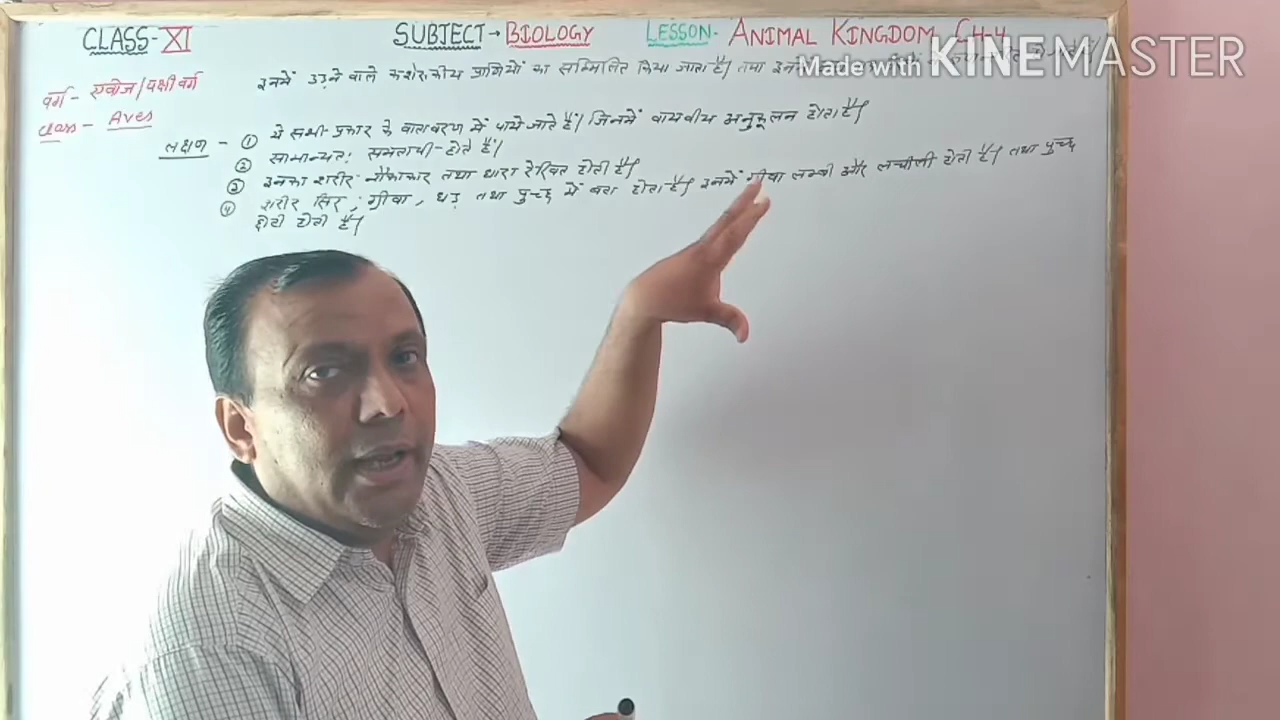 CLASS-XI SUBJECT→BIOLOGY LESSON- ANIMAL KINGDOM CH-4
Made with KINEMASTER
वर्ग - एवीज/पक्षी वर्ग
class - Aves
इनमें उड़ने वाले कशेरुकीय प्राणियों का सम्मिलित किया जाता है। तथा इनमें
लक्षण - ① ये सभी प्रकार के वातावरण में पाये जाते हैं। जिनमें वायवीय अनुकूलन होता है।
② सामान्यतः समतापी होते हैं।
③ इनका शरीर नौकाकार तथा धारा रेखित होती है।
④ शरीर सिर, ग्रीवा, धड़ तथा पुच्छ में बटा होता है। इनमें ग्रीवा लम्बी और लचीली होती है। तथा पुच्छ
छोटी होती है।